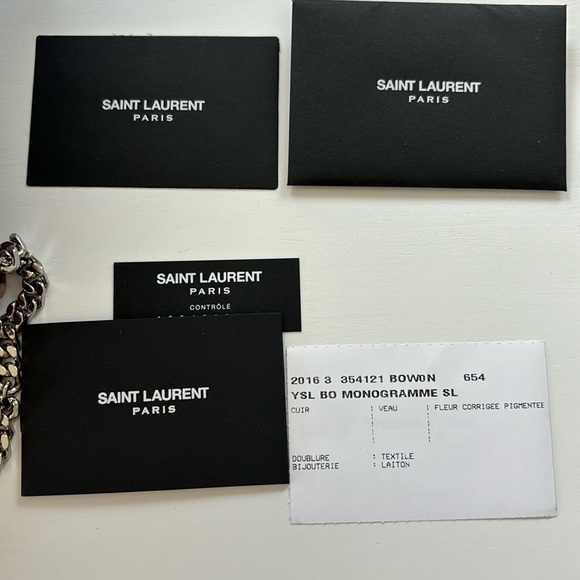 SAINT LAURENT
PARIS
SAINT LAURENT
PARIS
SAINT LAURENT
PARIS
CONTRÔLÉ
SAINT LAURENT
PARIS
2016 3 354121 BOW0N 654
YSL BO MONOGRAMME SL
CUIR : VEAU : FLEUR CORRIGEE PIGMENTEE
DOUBLURE : TEXTILE
BIJOUTERIE : LAITON